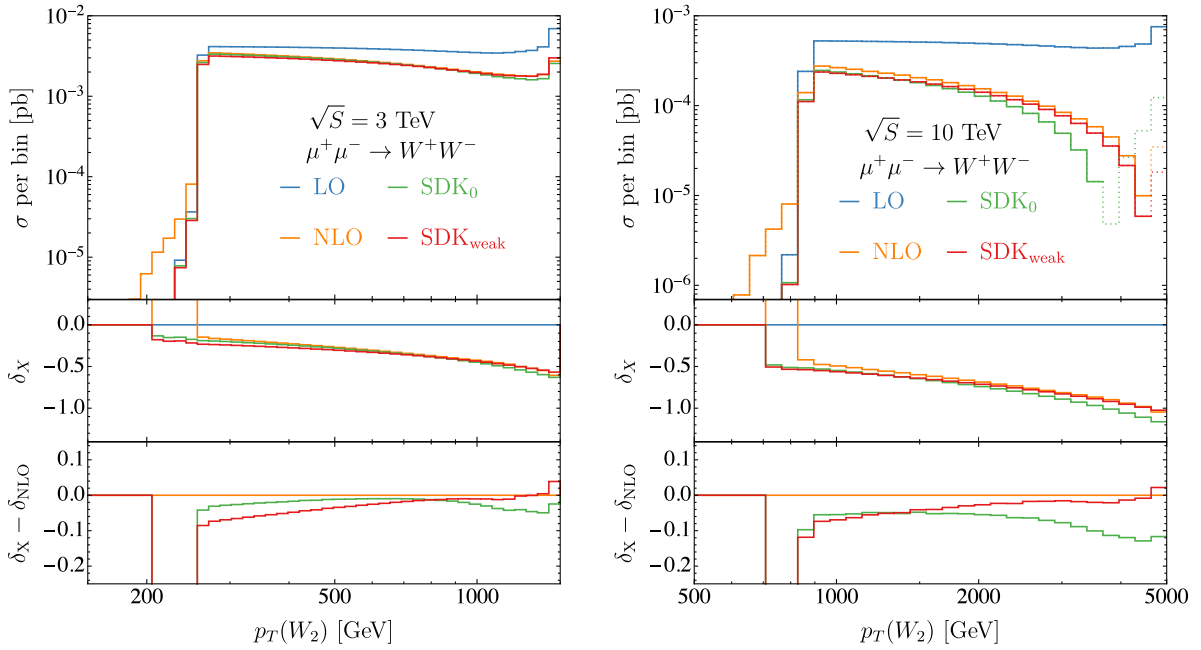 10⁻²
10⁻³
10⁻⁴
10⁻⁵
σ per bin [pb]
√S = 3 TeV
μ⁺μ⁻ → W⁺W⁻
LO SDK₀
NLO SDK_weak
0.0
−0.5
−1.0
δ_X
0.1
0.0
−0.1
−0.2
δ_X − δ_NLO
200 500 1000
p_T(W₂) [GeV]
10⁻³
10⁻⁴
10⁻⁵
10⁻⁶
σ per bin [pb]
√S = 10 TeV
μ⁺μ⁻ → W⁺W⁻
LO SDK₀
NLO SDK_weak
0.0
−0.5
−1.0
δ_X
0.1
0.0
−0.1
−0.2
δ_X − δ_NLO
500 1000 2000 5000
p_T(W₂) [GeV]